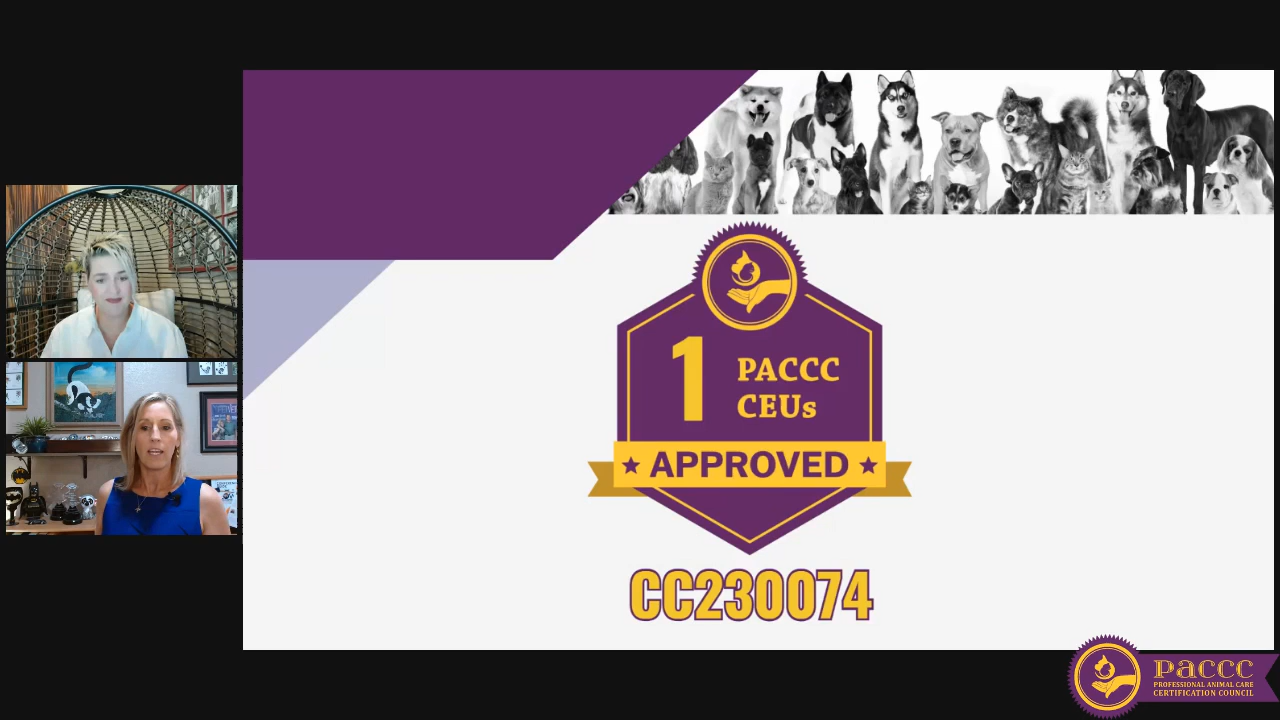 1
PACCC
CEUs
APPROVED
CC230074
PACCC
PROFESSIONAL ANIMAL CARE
CERTIFICATION COUNCIL